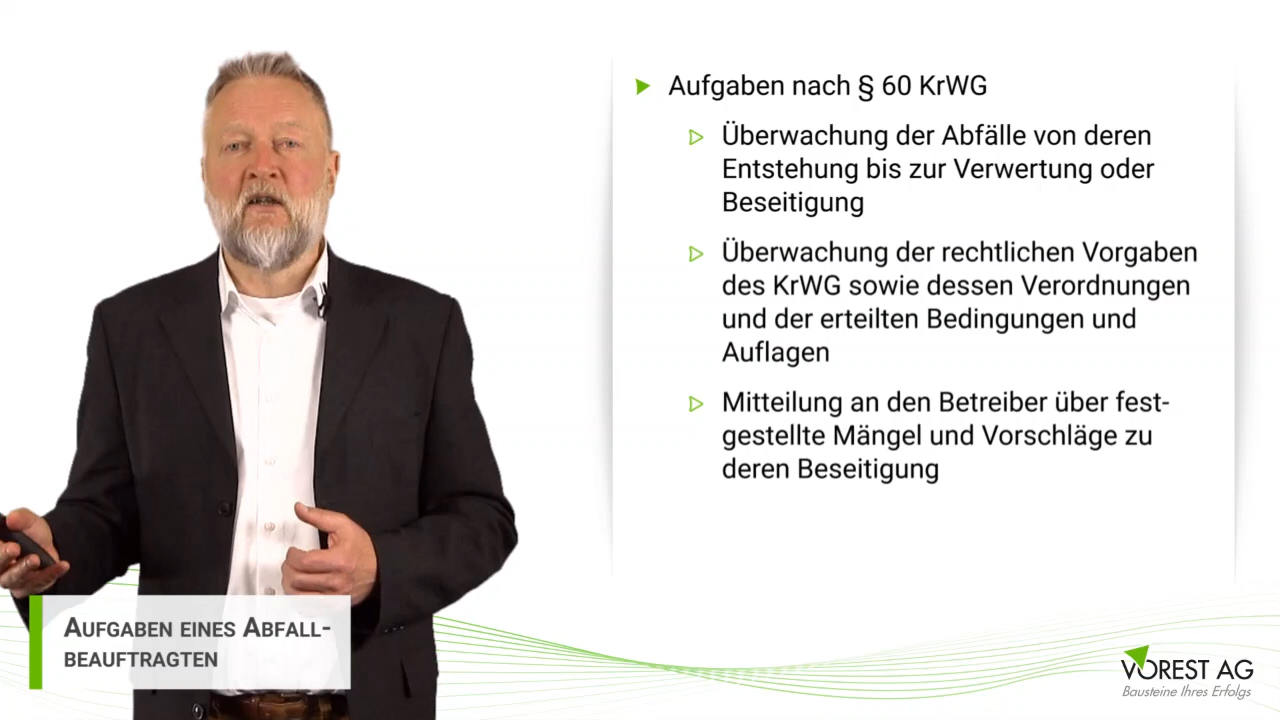 Aufgaben nach § 60 KrWG
Überwachung der Abfälle von deren
Entstehung bis zur Verwertung oder
Beseitigung
Überwachung der rechtlichen Vorgaben
des KrWG sowie dessen Verordnungen
und der erteilten Bedingungen und
Auflagen
Mitteilung an den Betreiber über fest-
gestellte Mängel und Vorschläge zu
deren Beseitigung
Aufgaben eines Abfall-
beauftragten
VOREST AG
Bausteine Ihres Erfolgs